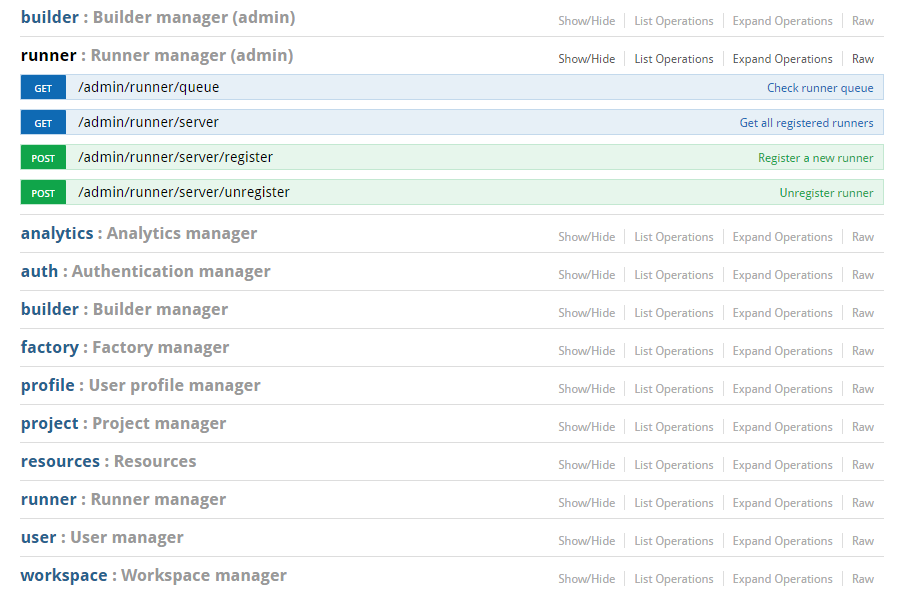 builder : Builder manager (admin) Show/Hide List Operations Expand Operations Raw
runner : Runner manager (admin) Show/Hide List Operations Expand Operations Raw
GET /admin/runner/queue Check runner queue
GET /admin/runner/server Get all registered runners
POST /admin/runner/server/register Register a new runner
POST /admin/runner/server/unregister Unregister runner
analytics : Analytics manager Show/Hide List Operations Expand Operations Raw
auth : Authentication manager Show/Hide List Operations Expand Operations Raw
builder : Builder manager Show/Hide List Operations Expand Operations Raw
factory : Factory manager Show/Hide List Operations Expand Operations Raw
profile : User profile manager Show/Hide List Operations Expand Operations Raw
project : Project manager Show/Hide List Operations Expand Operations Raw
resources : Resources Show/Hide List Operations Expand Operations Raw
runner : Runner manager Show/Hide List Operations Expand Operations Raw
user : User manager Show/Hide List Operations Expand Operations Raw
workspace : Workspace manager Show/Hide List Operations Expand Operations Raw